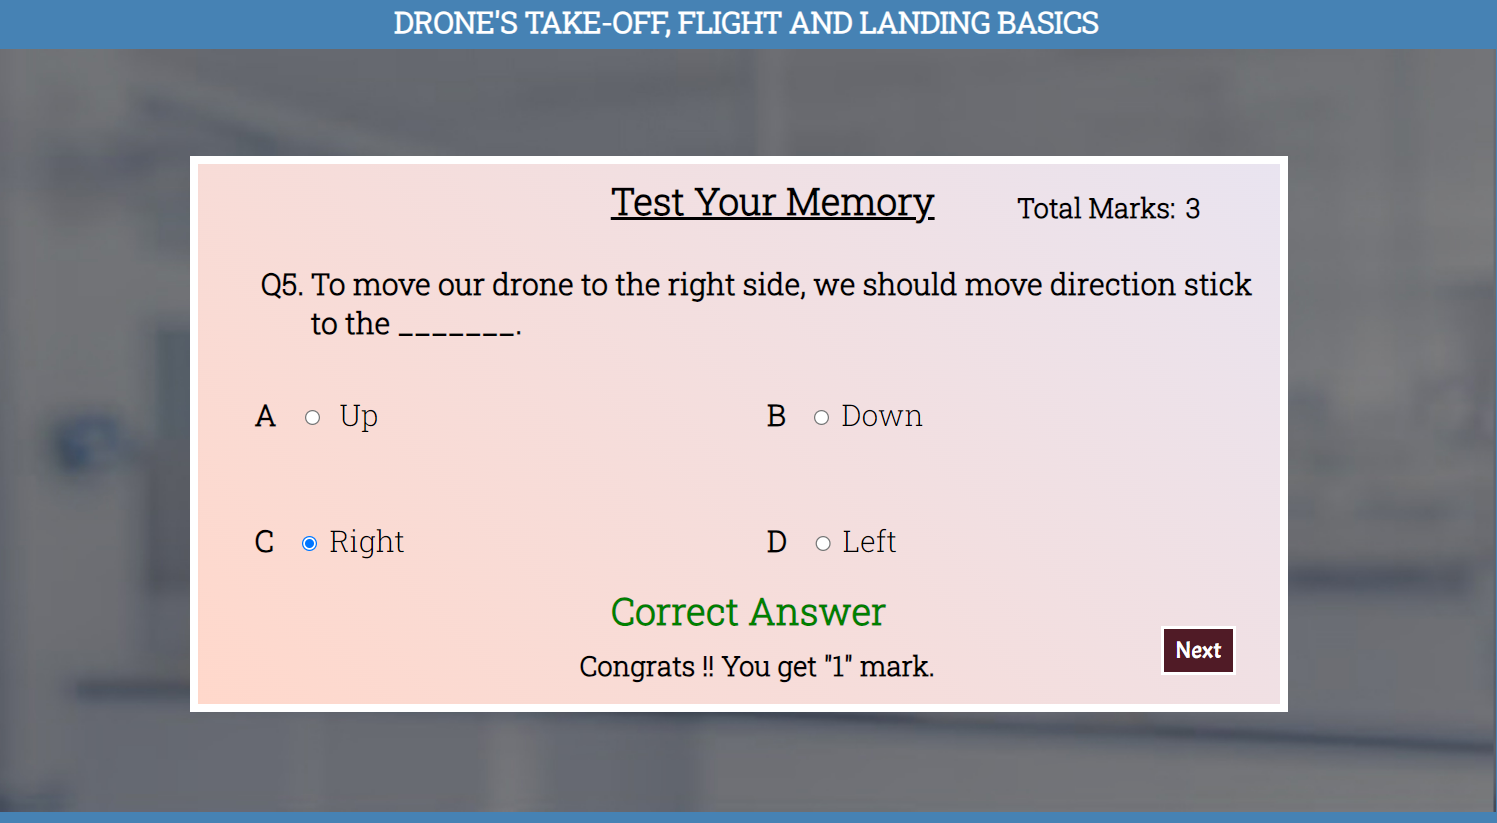 DRONE'S TAKE-OFF, FLIGHT AND LANDING BASICS
Test Your Memory
Total Marks: 3
Q5. To move our drone to the right side, we should move direction stick
to the _______.
A Up
B Down
C Right
D Left
Correct Answer
Congrats !! You get "1" mark.
Next